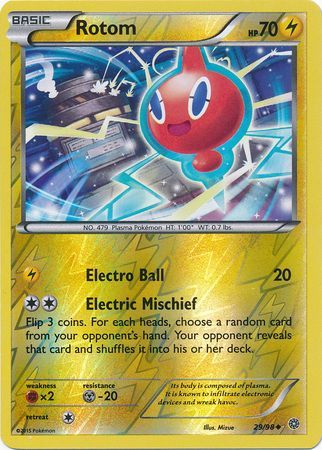 BASIC
Rotom
HP 70
NO. 479 Plasma Pokémon HT: 1'00" WT: 0.7 lbs.
Electro Ball 20
Electric Mischief
Flip 3 coins. For each heads, choose a random card
from your opponent's hand. Your opponent reveals
that card and shuffles it into his or her deck.
weakness
×2
resistance
-20
retreat
Its body is composed of plasma.
It is known to infiltrate electronic
devices and wreak havoc.
©2015 Pokémon
Illus. Mizue
29/98